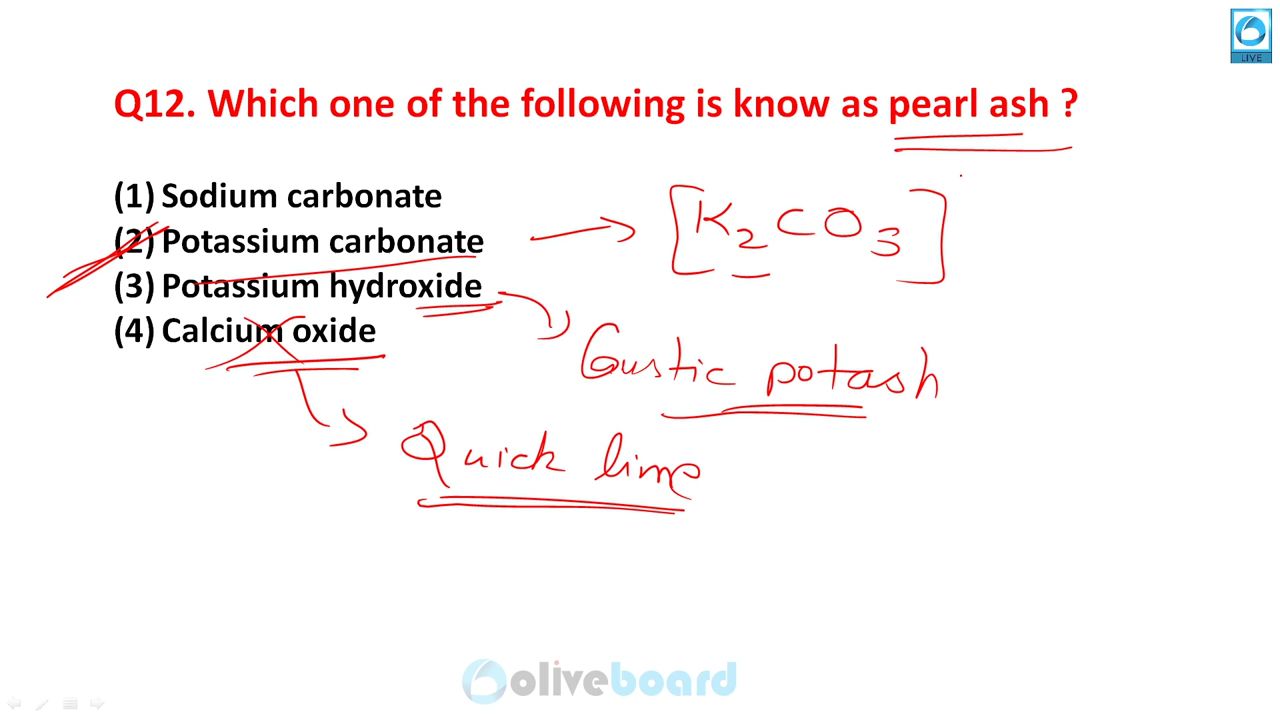 LIVE
Q12. Which one of the following is know as pearl ash ?
(1) Sodium carbonate
(2) Potassium carbonate
[K2CO3]
(3) Potassium hydroxide
(4) Calcium oxide
Caustic potash
Quick lime
oliveboard